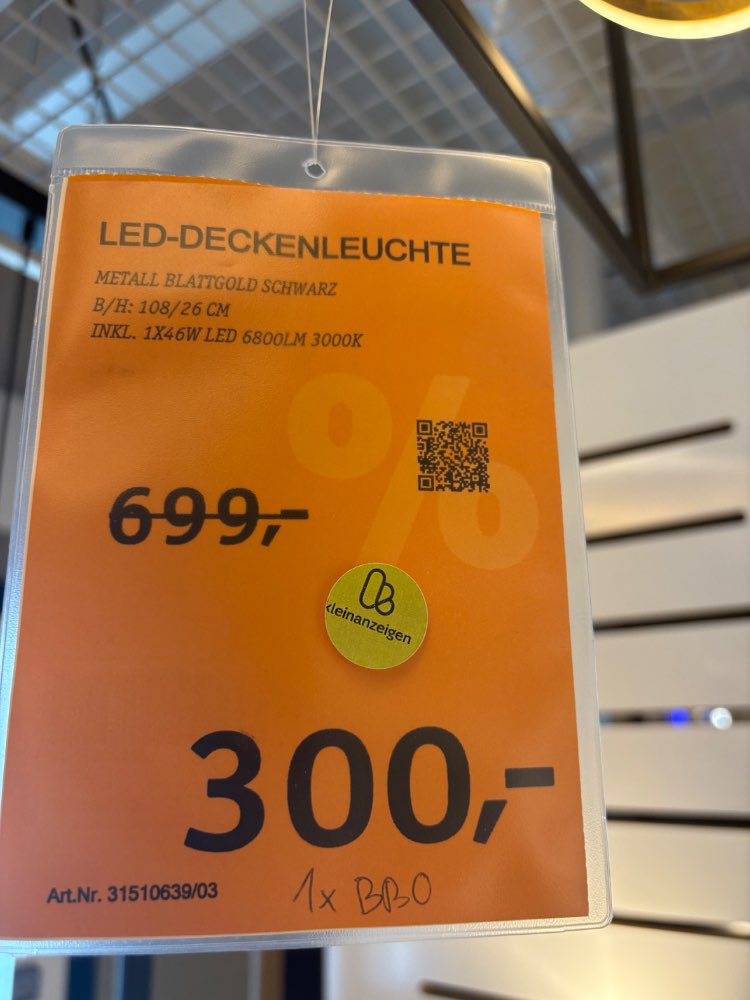 LED-DECKENLEUCHTE
METALL BLATTGOLD SCHWARZ
B/H: 108/26 CM
INKL. 1X46W LED 6800LM 3000K
%
699,-
kleinanzeigen
300,-
Art.Nr. 31510639/03
1x BBO